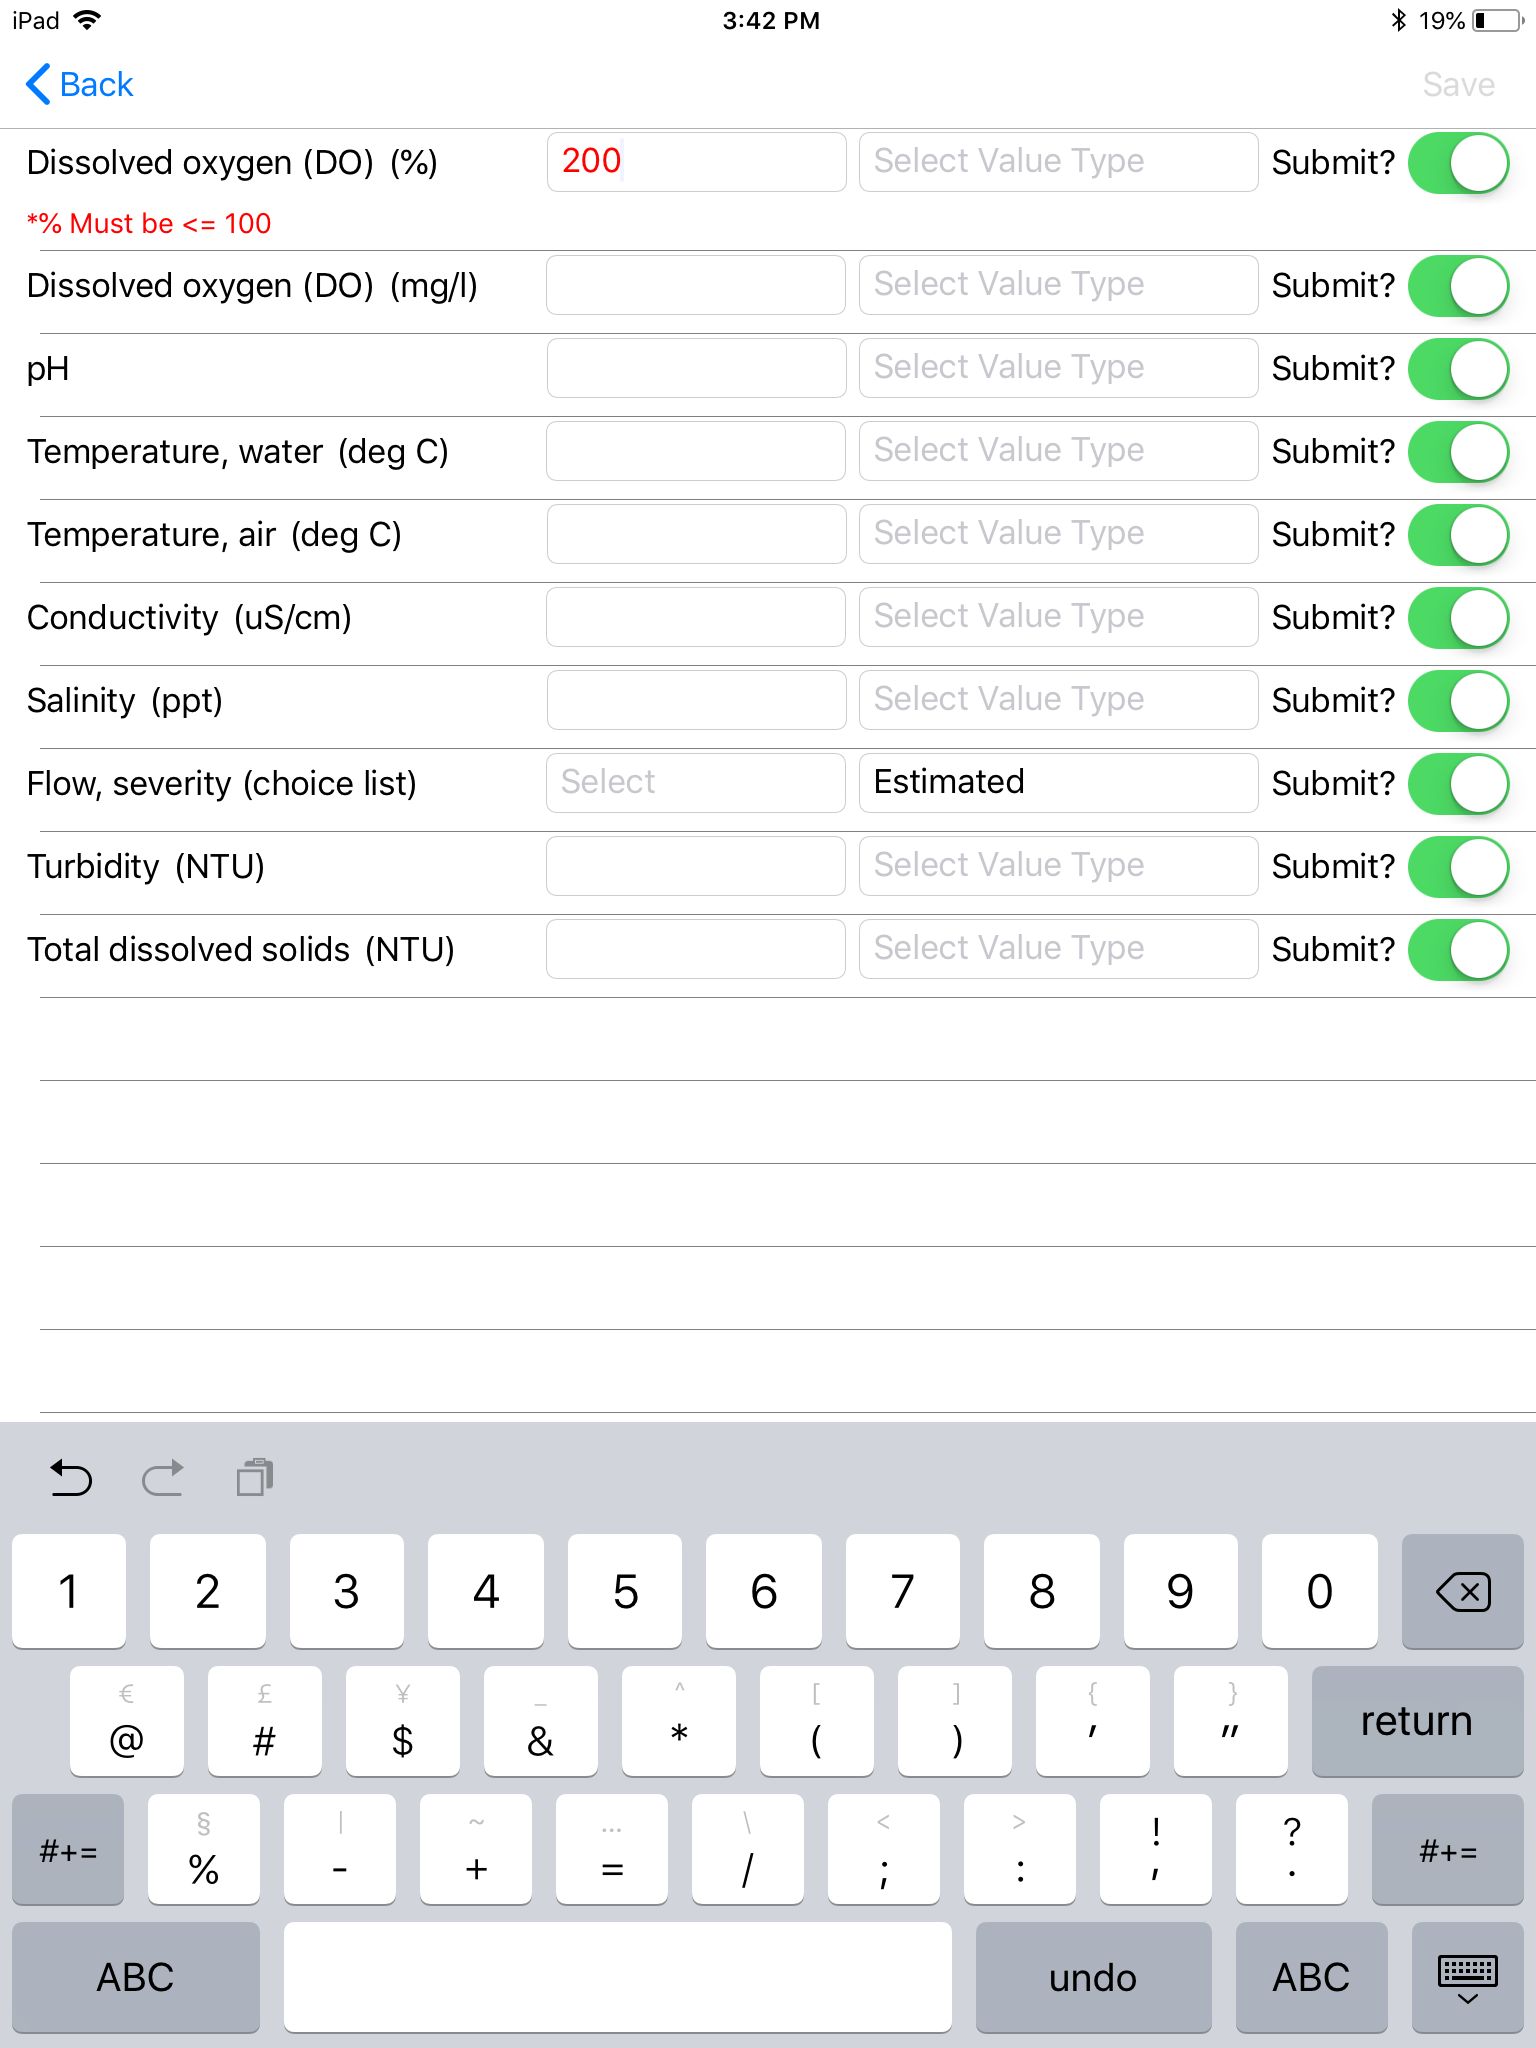 iPad 3:42 PM 19%
Back Save
Dissolved oxygen (DO) (%) 200 Select Value Type Submit?
*% Must be <= 100
Dissolved oxygen (DO) (mg/l) Select Value Type Submit?
pH Select Value Type Submit?
Temperature, water (deg C) Select Value Type Submit?
Temperature, air (deg C) Select Value Type Submit?
Conductivity (uS/cm) Select Value Type Submit?
Salinity (ppt) Select Value Type Submit?
Flow, severity (choice list) Select Estimated Submit?
Turbidity (NTU) Select Value Type Submit?
Total dissolved solids (NTU) Select Value Type Submit?
1 2 3 4 5 6 7 8 9 0
€ £ ¥ _ ^ [ ] { }
@ # $ & * ( ) ' " return
§ | ~ … \ < > ! ?
#+= % - + = / ; : , . #+=
ABC undo ABC